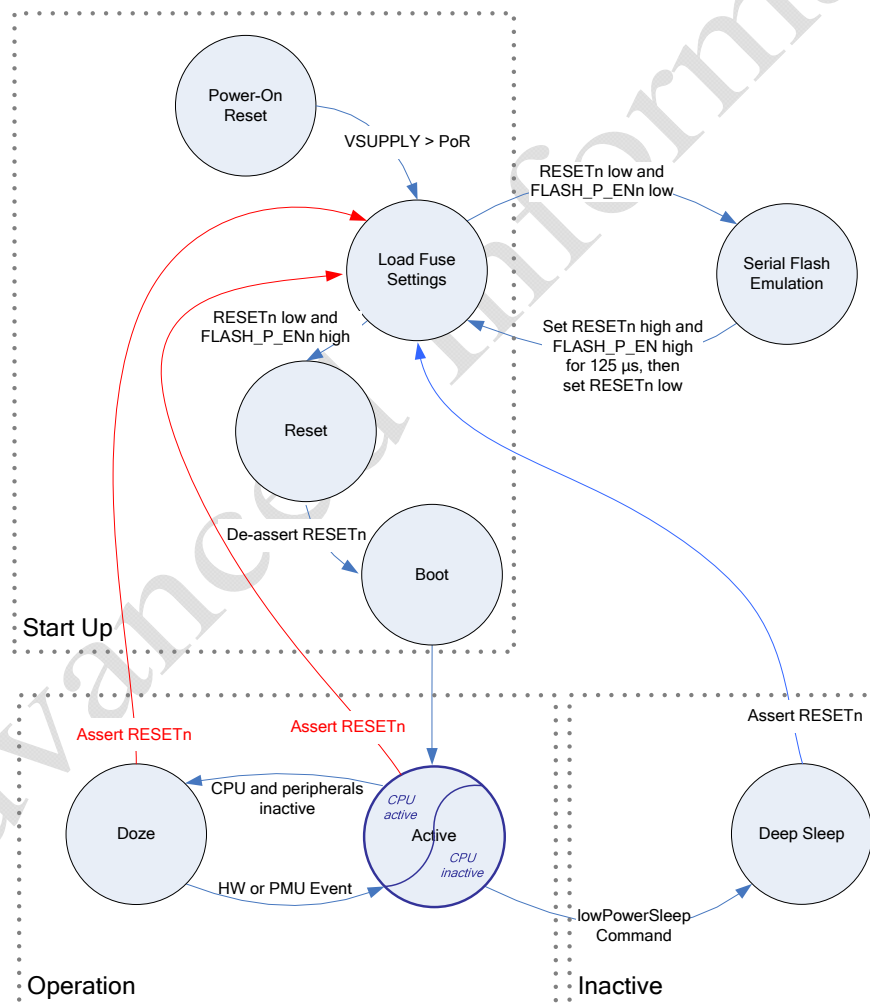 Power-On
Reset
VSUPPLY > PoR
RESETn low and
FLASH_P_ENn low
Load Fuse
Settings
Serial Flash
Emulation
RESETn low and
FLASH_P_ENn high
Set RESETn high and
FLASH_P_EN high
for 125 µs, then
set RESETn low
Reset
De-assert RESETn
Boot
Start Up
Assert RESETn
Assert RESETn
Assert RESETn
CPU and peripherals
inactive
CPU
active
Doze
Active
Deep Sleep
CPU
inactive
HW or PMU Event
lowPowerSleep
Command
Operation
Inactive
Advanced Informa